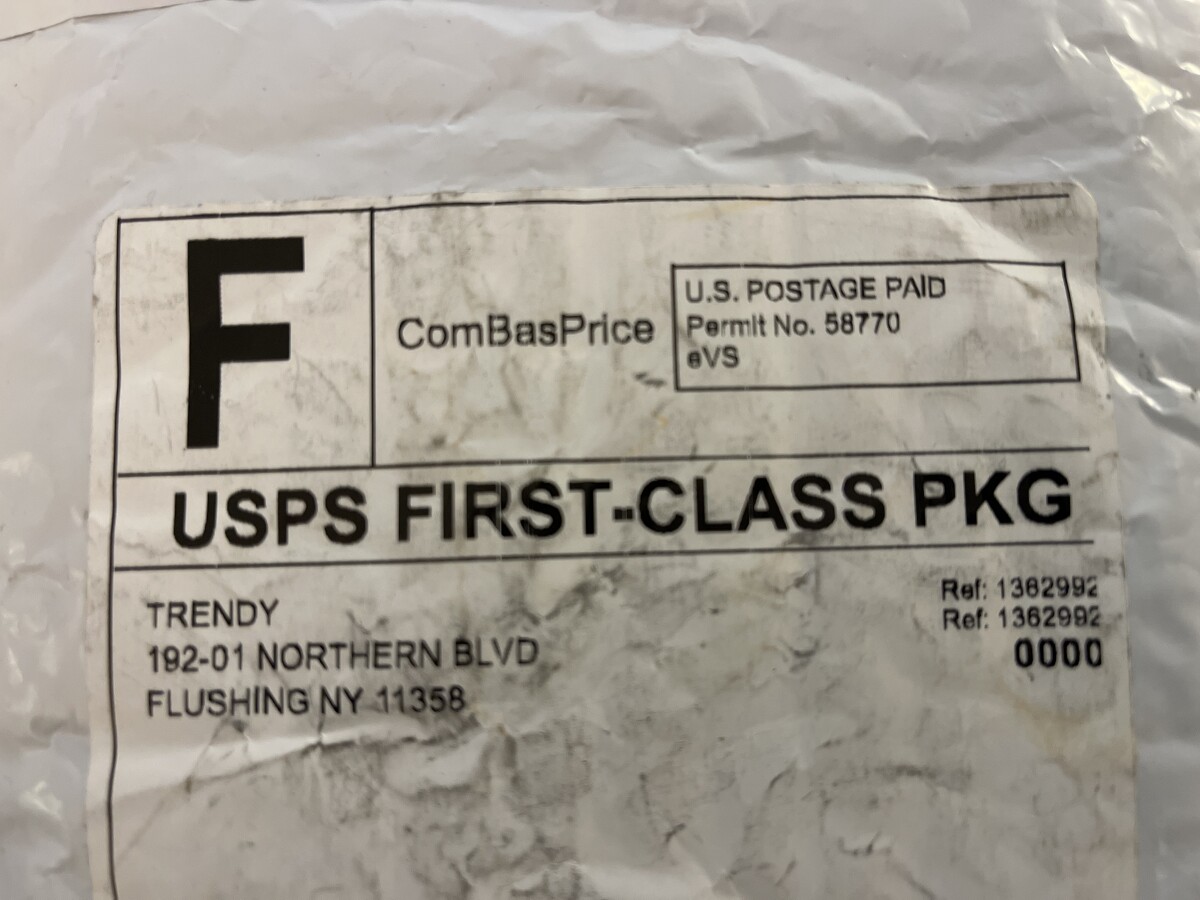 F
ComBasPrice
U.S. POSTAGE PAID
Permit No. 58770
eVS
USPS FIRST-CLASS PKG
TRENDY
192-01 NORTHERN BLVD
FLUSHING NY 11358
Ref: 1362992
Ref: 1362992
0000